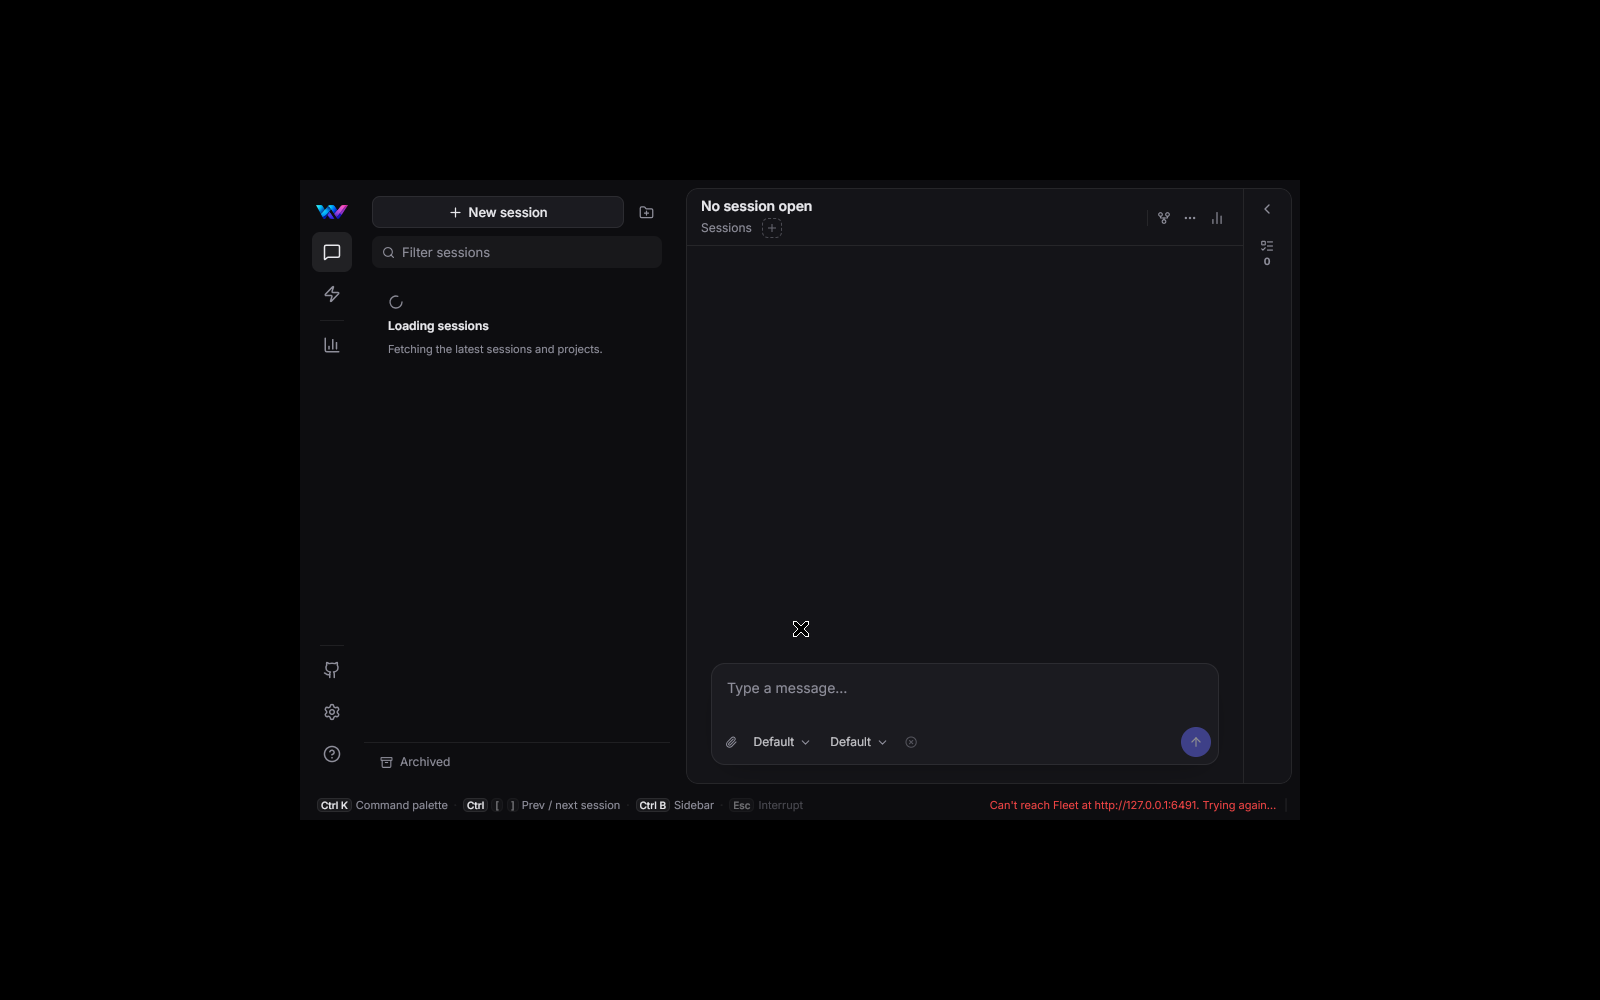 New session
Filter sessions
Loading sessions
Fetching the latest sessions and projects.
Archived
No session open
Sessions
0
Type a message...
Default
Default
Ctrl K Command palette · Ctrl [ ] Prev / next session · Ctrl B Sidebar · Esc Interrupt
Can't reach Fleet at http://127.0.0.1:6491. Trying again...